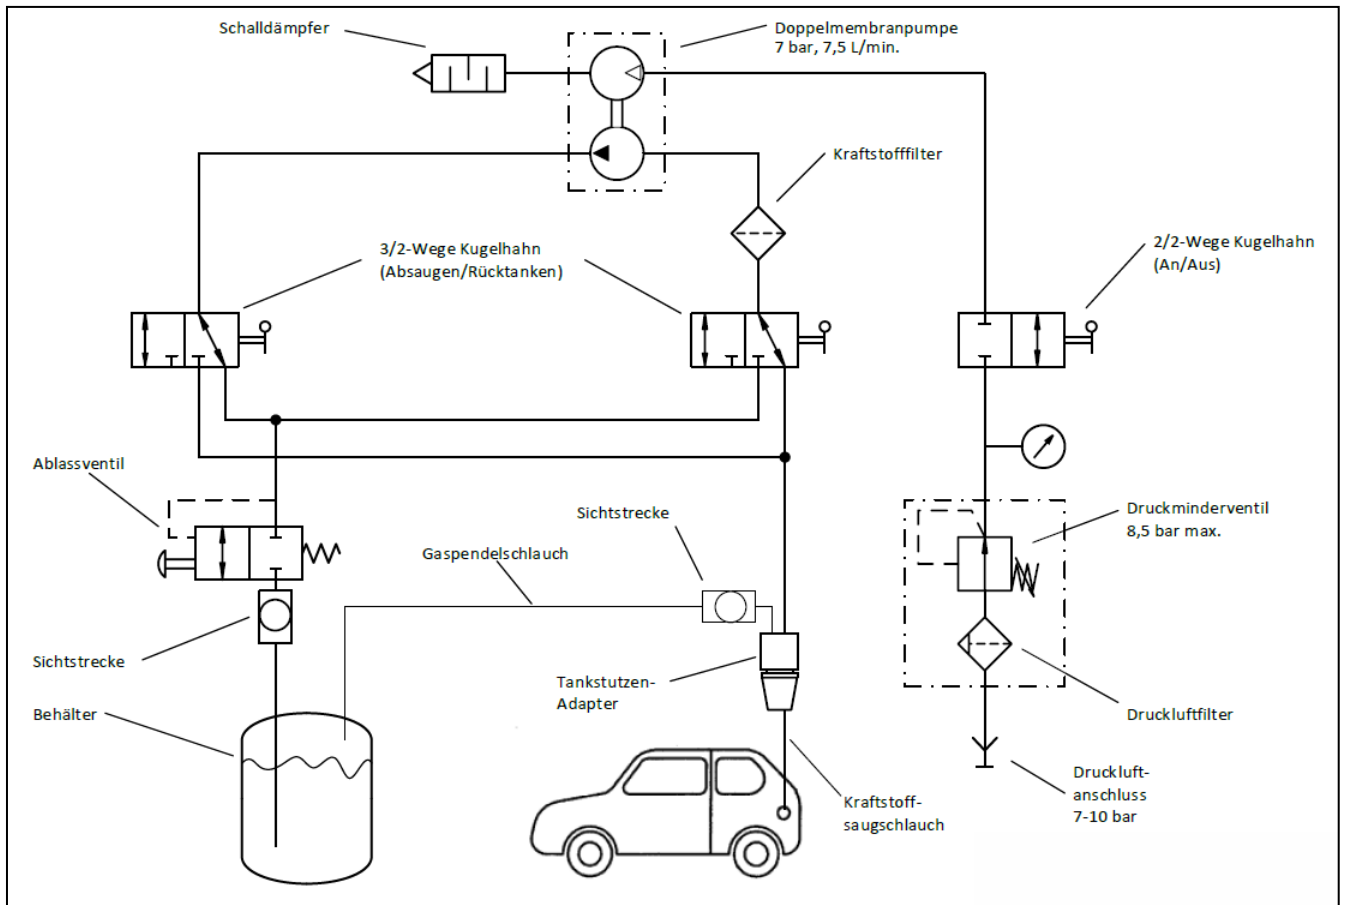 Schalldämpfer
Doppelmembranpumpe
7 bar, 7,5 L/min.
Kraftstofffilter
3/2-Wege Kugelhahn
(Absaugen/Rücktanken)
2/2-Wege Kugelhahn
(An/Aus)
Ablassventil
Sichtstrecke
Gaspendelschlauch
Druckminderventil
8,5 bar max.
Sichtstrecke
Tankstutzen-
Adapter
Behälter
Druckluftfilter
Kraftstoff-
saugschlauch
Druckluft-
anschluss
7-10 bar